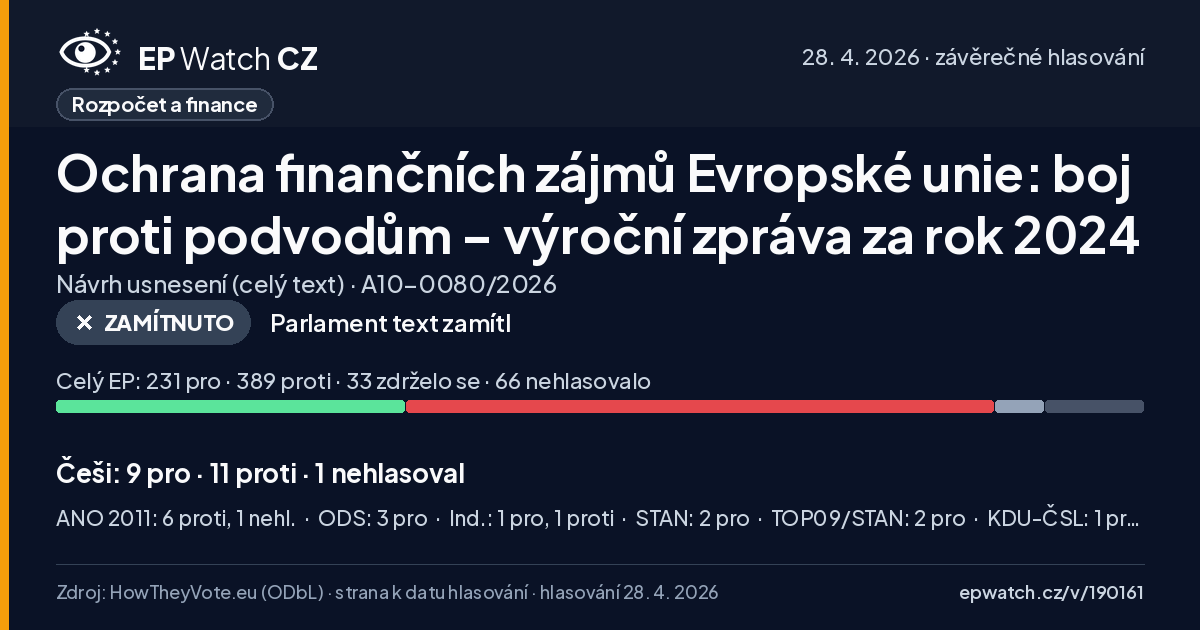 EP Watch CZ
28. 4. 2026 · závěrečné hlasování
Rozpočet a finance
Ochrana finančních zájmů Evropské unie: boj
proti podvodům – výroční zpráva za rok 2024
Návrh usnesení (celý text) · A10-0080/2026
✕ ZAMÍTNUTO Parlament text zamítl
Celý EP: 231 pro · 389 proti · 33 zdrželo se · 66 nehlasovalo
Češi: 9 pro · 11 proti · 1 nehlasoval
ANO 2011: 6 proti, 1 nehl. · ODS: 3 pro · Ind.: 1 pro, 1 proti · STAN: 2 pro · TOP09/STAN: 2 pro · KDU-ČSL: 1 pr…
Zdroj: HowTheyVote.eu (ODbL) · strana k datu hlasování · hlasování 28. 4. 2026
epwatch.cz/v/190161